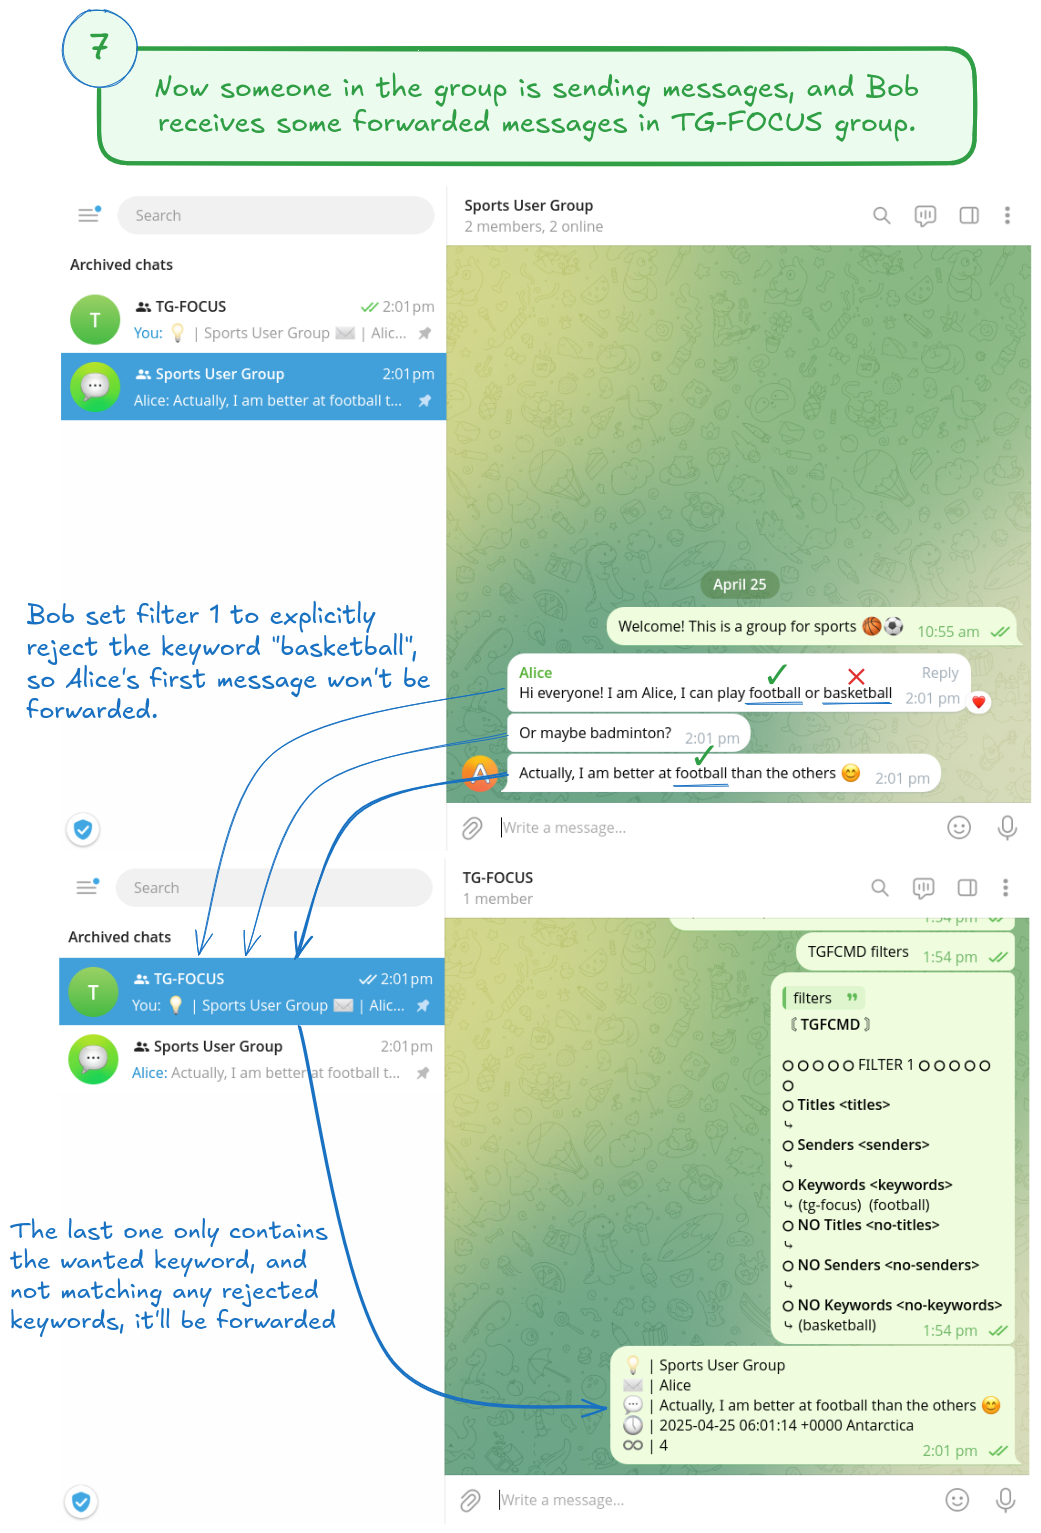 7
Now someone in the group is sending messages, and Bob
receives some forwarded messages in TG-FOCUS group.
Search
Archived chats
T
TG-FOCUS
2:01pm
You: 💡 | Sports User Group ✉️ | Alic...
Sports User Group
2:01pm
Alice: Actually, I am better at football t...
Sports User Group
2 members, 2 online
April 25
Welcome! This is a group for sports 🏀⚽ 10:55 am
Alice
Reply
Hi everyone! I am Alice, I can play football or basketball 2:01 pm
❤️
Or maybe badminton? 2:01 pm
A
Actually, I am better at football than the others 😊 2:01 pm
Write a message...
Bob set filter 1 to explicitly
reject the keyword "basketball",
so Alice's first message won't be
forwarded.
Search
Archived chats
T
TG-FOCUS
2:01pm
You: 💡 | Sports User Group ✉️ | Alic...
Sports User Group
2:01pm
Alice: Actually, I am better at football t...
The last one only contains
the wanted keyword, and
not matching any rejected
keywords, it'll be forwarded
TG-FOCUS
1 member
1:54 pm
TGFCMD filters 1:54 pm
filters
〖 TGFCMD 〗
○ ○ ○ ○ ○ FILTER 1 ○ ○ ○ ○ ○
○
○ Titles <titles>
⤷
○ Senders <senders>
⤷
○ Keywords <keywords>
⤷ (tg-focus) (football)
○ NO Titles <no-titles>
⤷
○ NO Senders <no-senders>
⤷
○ NO Keywords <no-keywords>
⤷ (basketball) 1:54 pm
💡 | Sports User Group
✉️ | Alice
💬 | Actually, I am better at football than the others 😊
🕔 | 2025-04-25 06:01:14 +0000 Antarctica
♾ | 4
2:01 pm
Write a message...